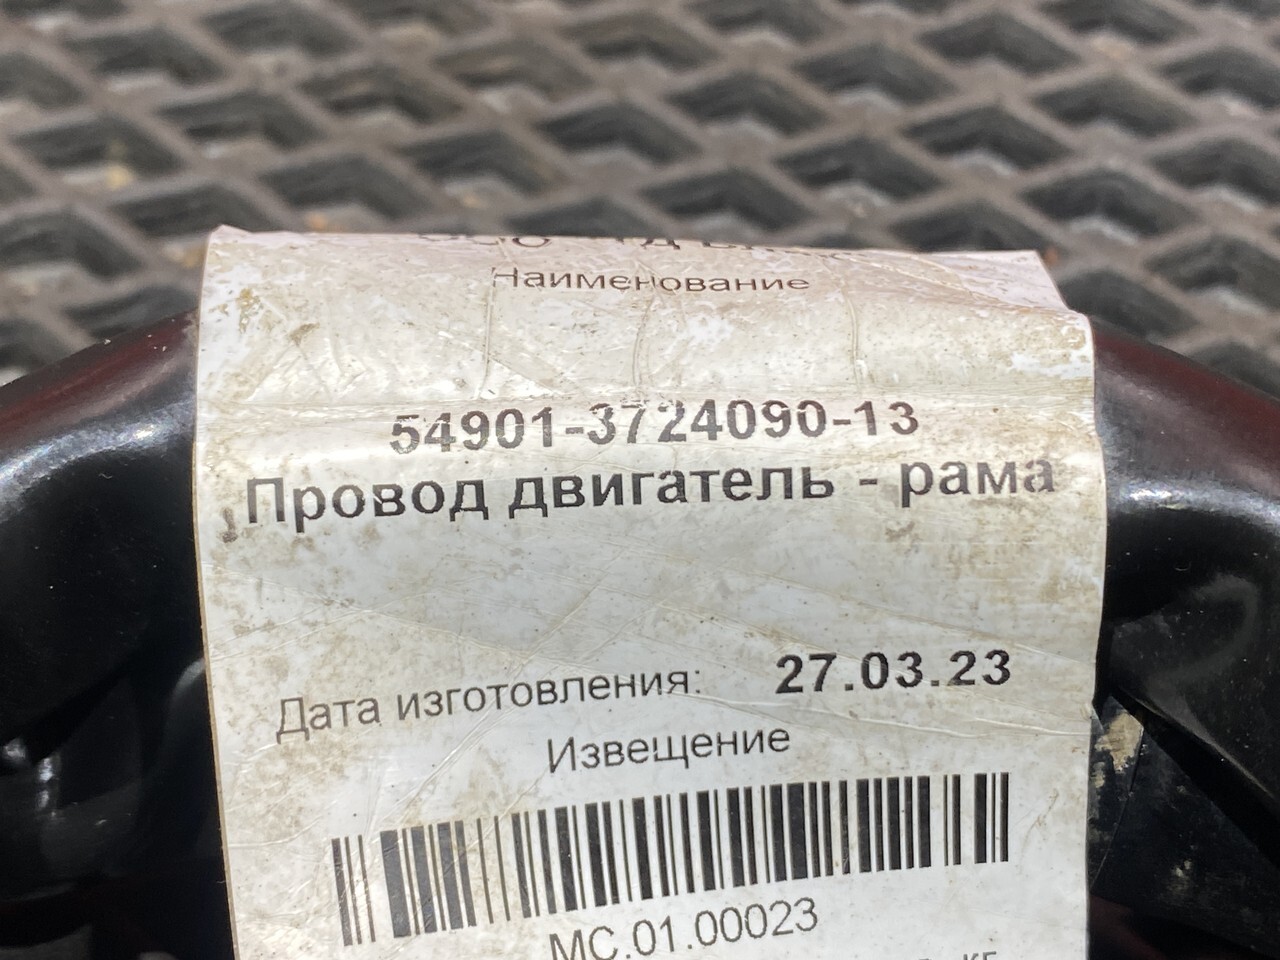 Наименование
54901-3724090-13
Провод двигатель - рама
Дата изготовления: 27.03.23
Извещение
МС.01.00023